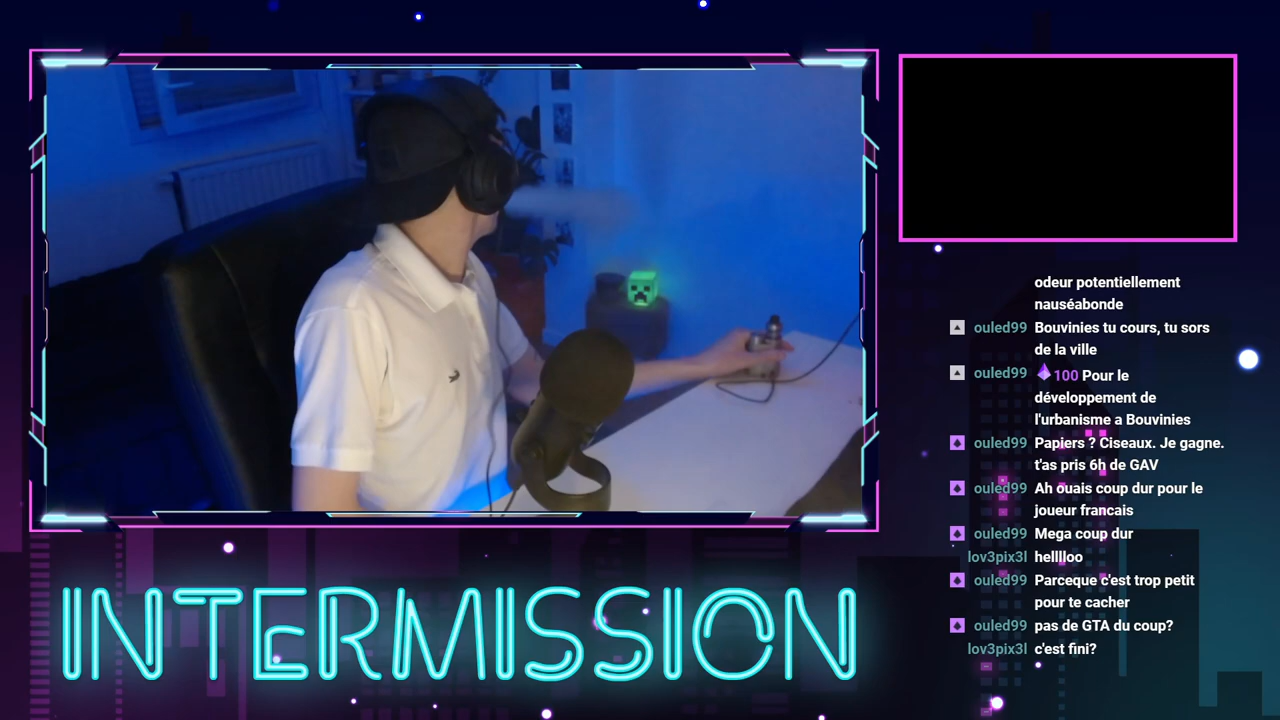 odeur potentiellement
nauséabonde
ouled99 Bouvinies tu cours, tu sors
de la ville
ouled99 100 Pour le
développement de
l'urbanisme a Bouvinies
ouled99 Papiers ? Ciseaux. Je gagne.
t'as pris 6h de GAV
ouled99 Ah ouais coup dur pour le
joueur francais
ouled99 Mega coup dur
lov3pix3l helllloo
ouled99 Parceque c'est trop petit
pour te cacher
ouled99 pas de GTA du coup?
lov3pix3l c'est fini?
INTERMISSION